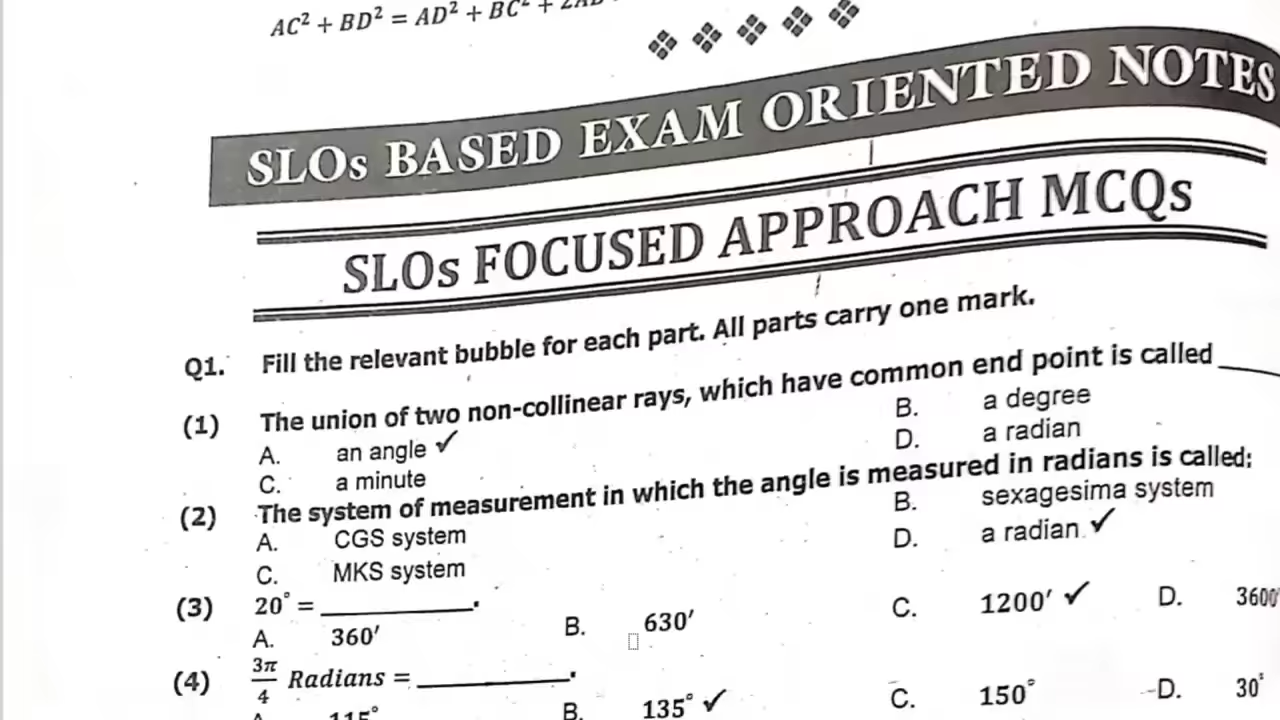 AC² + BD² = AD² + BC² +
SLOs BASED EXAM ORIENTED NOTES
SLOs FOCUSED APPROACH MCQs
Q1. Fill the relevant bubble for each part. All parts carry one mark.
(1) The union of two non-collinear rays, which have common end point is called ____
A. an angle ✓ B. a degree
C. a minute D. a radian
(2) The system of measurement in which the angle is measured in radians is called:
A. CGS system B. sexagesima system
C. MKS system D. a radian ✓
(3) 20° = ____.
A. 360′ B. 630′ C. 1200′ ✓ D. 3600′
(4) 3π/4 Radians = ____.
A. 115° B. 135° ✓ C. 150° D. 30°